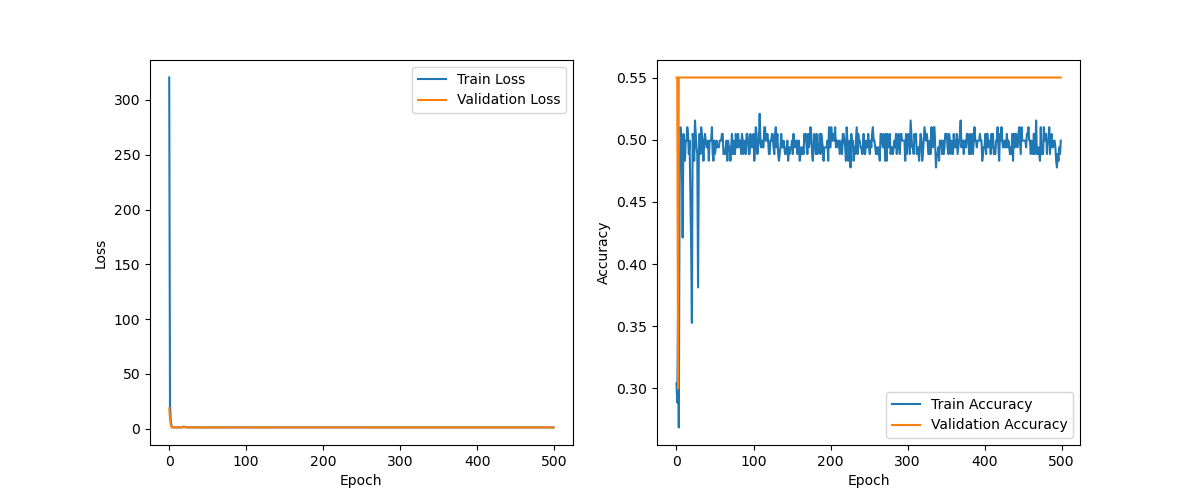 300
250
200
150
100
50
0
Loss
0 100 200 300 400 500
Epoch
Train Loss
Validation Loss
0.55
0.50
0.45
0.40
0.35
0.30
Accuracy
0 100 200 300 400 500
Epoch
Train Accuracy
Validation Accuracy